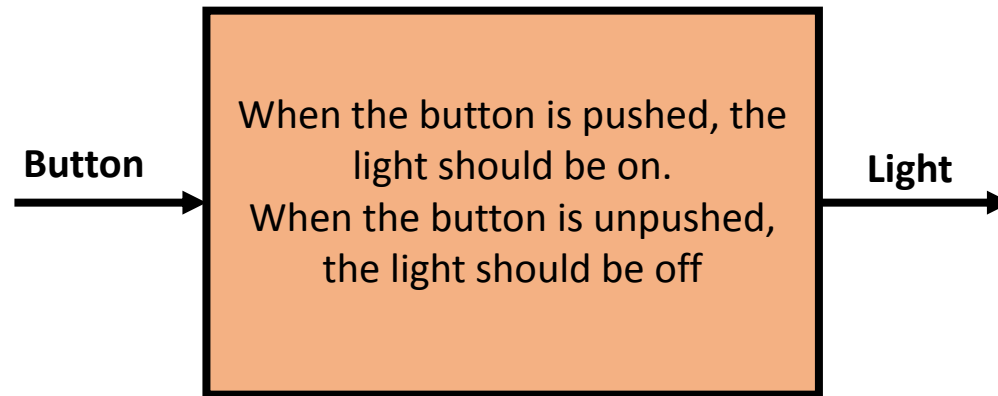 Button
When the button is pushed, the
light should be on.
When the button is unpushed,
the light should be off
Light